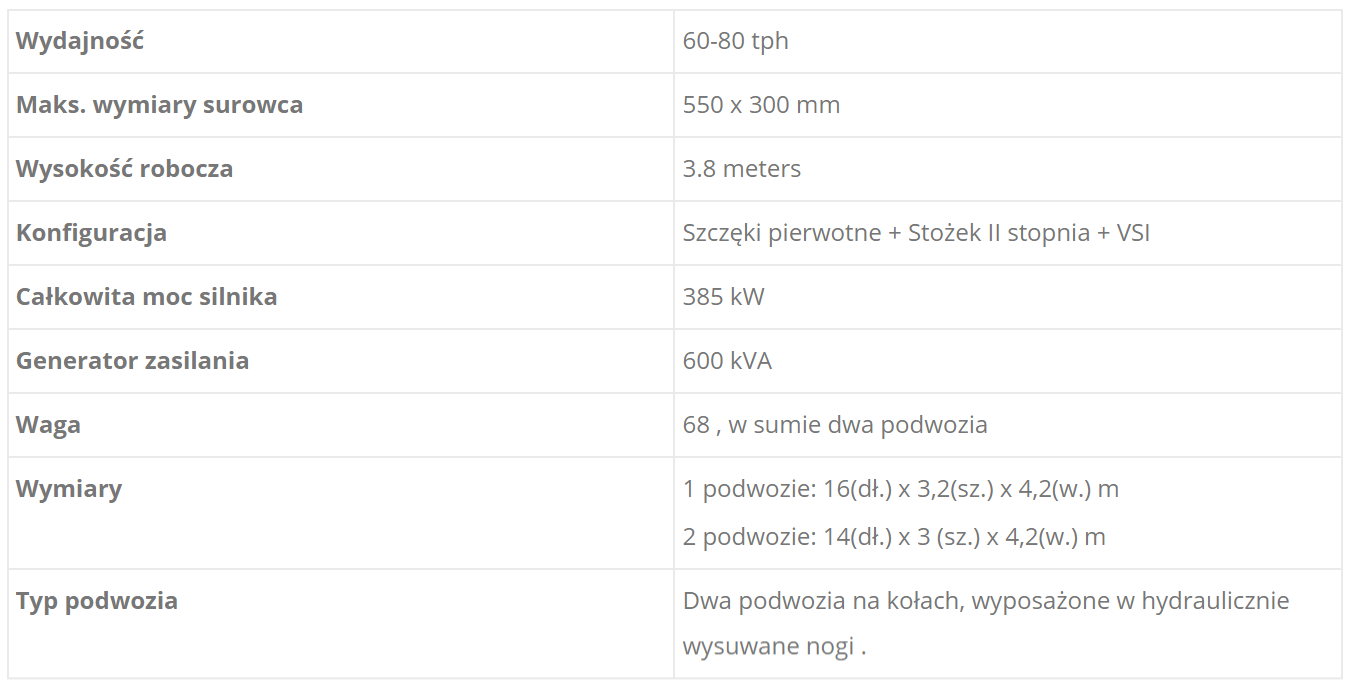 Wydajność 60-80 tph
Maks. wymiary surowca 550 x 300 mm
Wysokość robocza 3.8 meters
Konfiguracja Szczęki pierwotne + Stożek II stopnia + VSI
Całkowita moc silnika 385 kW
Generator zasilania 600 kVA
Waga 68 , w sumie dwa podwozia
Wymiary 1 podwozie: 16(dł.) x 3,2(sz.) x 4,2(w.) m
2 podwozie: 14(dł.) x 3 (sz.) x 4,2(w.) m
Typ podwozia Dwa podwozia na kołach, wyposażone w hydraulicznie
wysuwane nogi .